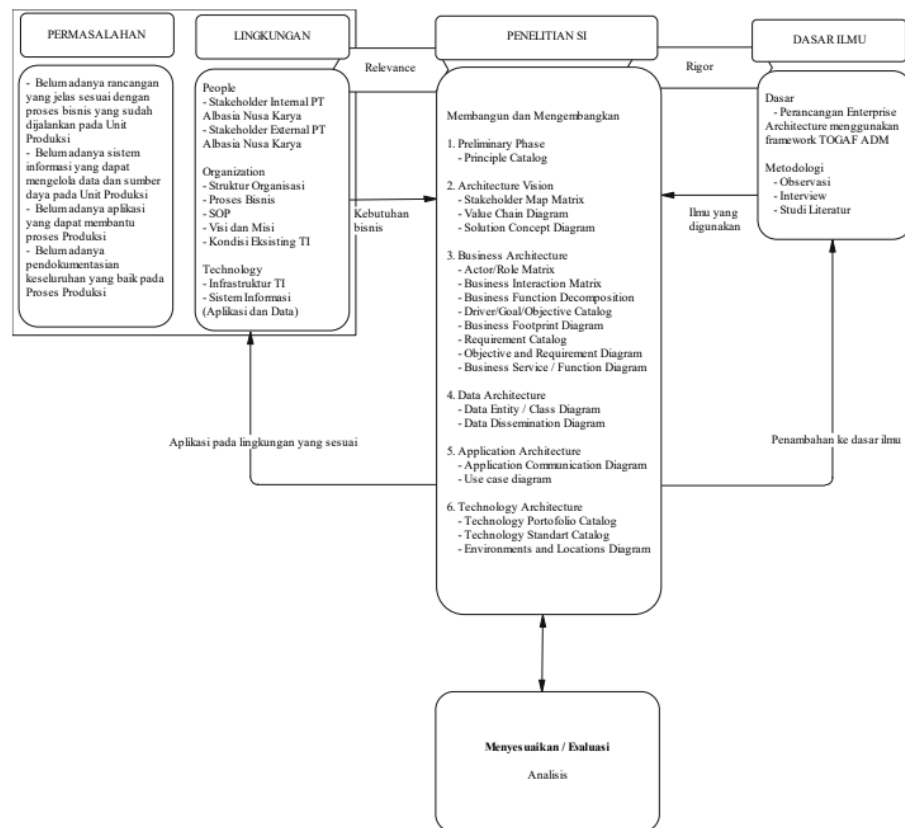 PERMASALAHAN
- Belum adanya rancangan
yang jelas sesuai dengan
proses bisnis yang sudah
dijalankan pada Unit
Produksi
- Belum adanya sistem
informasi yang dapat
mengelola data dan sumber
daya pada Unit Produksi
- Belum adanya aplikasi
yang dapat membantu
proses Produksi
- Belum adanya
pendokumentasian
keseluruhan yang baik pada
Proses Produksi
LINGKUNGAN
People
- Stakeholder Internal PT
Albasia Nusa Karya
- Stakeholder External PT
Albasia Nusa Karya
Organization
- Struktur Organisasi
- Proses Bisnis
- SOP
- Visi dan Misi
- Kondisi Eksisting TI
Technology
- Infrastruktur TI
- Sistem Informasi
(Aplikasi dan Data)
Relevance
Kebutuhan
bisnis
PENELITIAN SI
Membangun dan Mengembangkan
1. Preliminary Phase
- Principle Catalog
2. Architecture Vision
- Stakeholder Map Matrix
- Value Chain Diagram
- Solution Concept Diagram
3. Business Architecture
- Actor/Role Matrix
- Business Interaction Matrix
- Business Function Decomposition
- Driver/Goal/Objective Catalog
- Business Footprint Diagram
- Requirement Catalog
- Objective and Requirement Diagram
- Business Service / Function Diagram
4. Data Architecture
- Data Entity / Class Diagram
- Data Dissemination Diagram
5. Application Architecture
- Application Communication Diagram
- Use case diagram
6. Technology Architecture
- Technology Portofolio Catalog
- Technology Standart Catalog
- Environments and Locations Diagram
Rigor
Ilmu yang
digunakan
DASAR ILMU
Dasar
- Perancangan Enterprise
Architecture menggunakan
framework TOGAF ADM
Metodologi
- Observasi
- Interview
- Studi Literatur
Aplikasi pada lingkungan yang sesuai
Penambahan ke dasar ilmu
Menyesuaikan / Evaluasi
Analisis